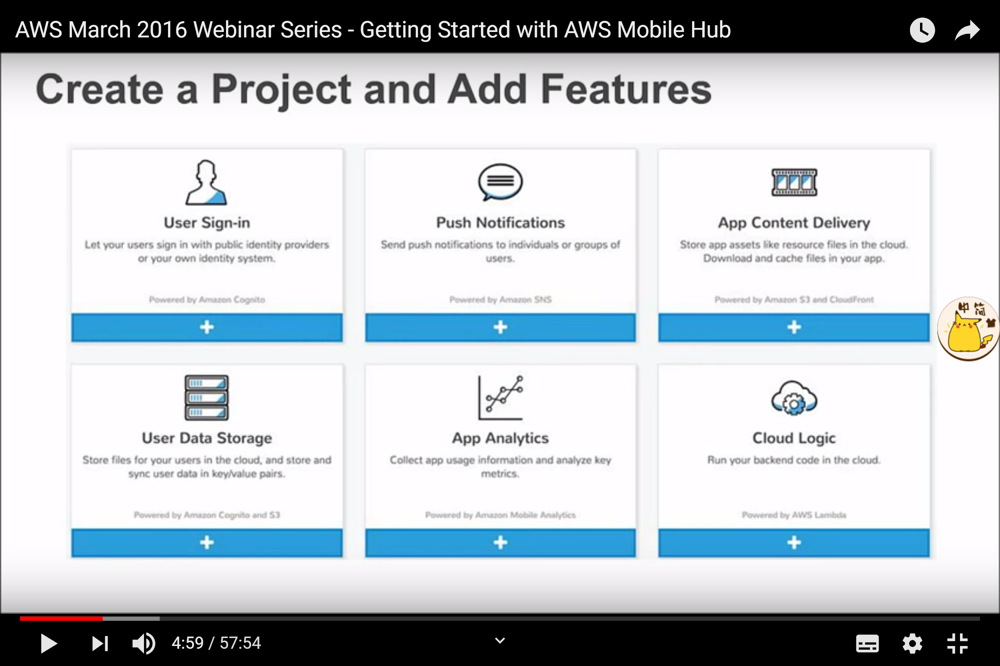 AWS March 2016 Webinar Series - Getting Started with AWS Mobile Hub
Create a Project and Add Features
User Sign-in
Let your users sign in with public identity providers
or your own identity system.
Powered by Amazon Cognito
Push Notifications
Send push notifications to individuals or groups of
users.
Powered by Amazon SNS
App Content Delivery
Store app assets like resource files in the cloud.
Download and cache files in your app.
Powered by Amazon S3 and CloudFront
User Data Storage
Store files for your users in the cloud, and store and
sync user data in key/value pairs.
Powered by Amazon Cognito and S3
App Analytics
Collect app usage information and analyze key
metrics.
Powered by Amazon Mobile Analytics
Cloud Logic
Run your backend code in the cloud.
Powered by AWS Lambda
中 简
4:59 / 57:54